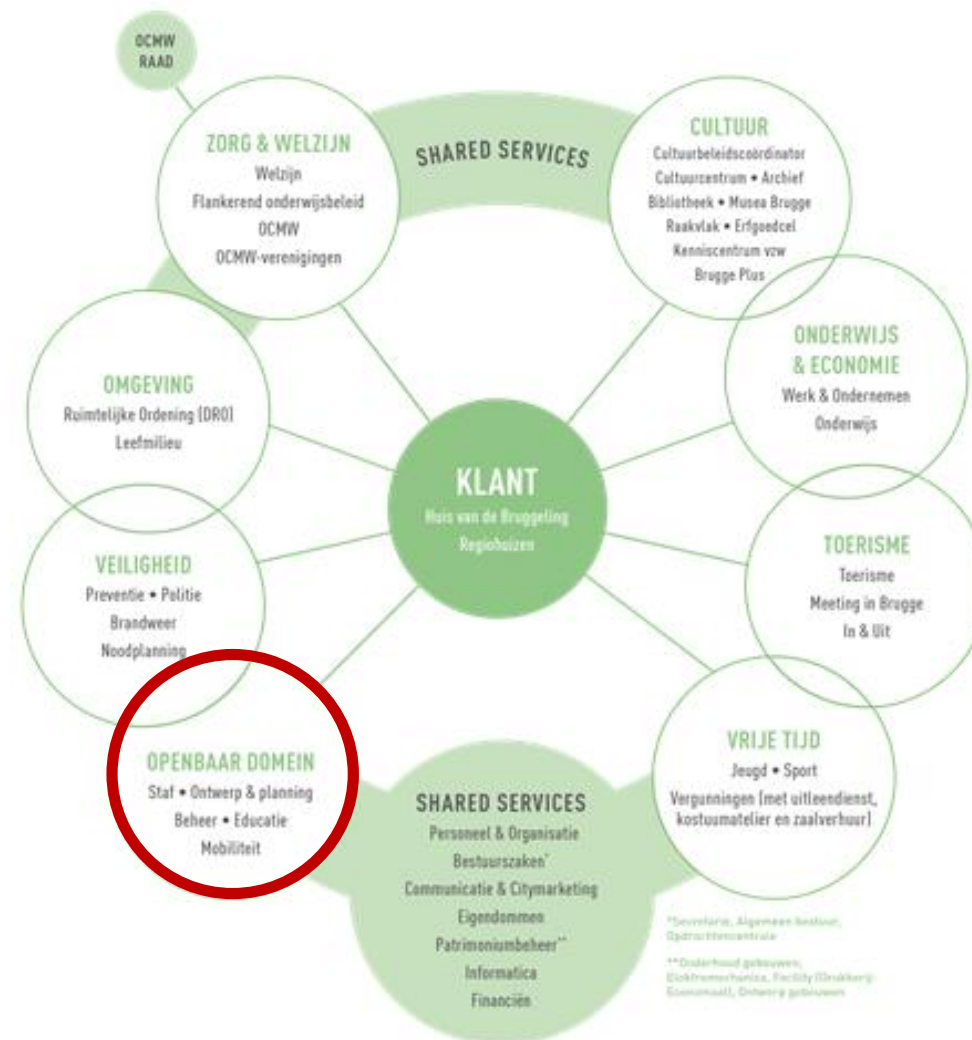 OCMW
RAAD
ZORG & WELZIJN
Welzijn
Flankerend onderwijsbeleid
OCMW
OCMW-verenigingen
SHARED SERVICES
CULTUUR
Cultuurbeleidscoördinator
Cultuurcentrum • Archief
Bibliotheek • Musea Brugge
Raakvlak • Erfgoedcel
Kenniscentrum vzw
Brugge Plus
ONDERWIJS
& ECONOMIE
Werk & Ondernemen
Onderwijs
OMGEVING
Ruimtelijke Ordening (DRO)
Leefmilieu
KLANT
Huis van de Bruggeling
Regiohuizen
VEILIGHEID
Preventie • Politie
Brandweer
Noodplanning
TOERISME
Toerisme
Meeting in Brugge
In & Uit
OPENBAAR DOMEIN
Staf • Ontwerp & planning
Beheer • Educatie
Mobiliteit
SHARED SERVICES
Personeel & Organisatie
Bestuurszaken*
Communicatie & Citymarketing
Eigendommen
Patrimoniumbeheer**
Informatica
Financiën
VRIJE TIJD
Jeugd • Sport
Vergunningen (met uitleendienst,
kostuumatelier en zaalverhuur)
*Secretarie, Algemeen bestuur,
Opdrachtencentrale
**Onderhoud gebouwen,
Elektromechanica, Facility (Drukkerij-
Economaat), Ontwerp gebouwen